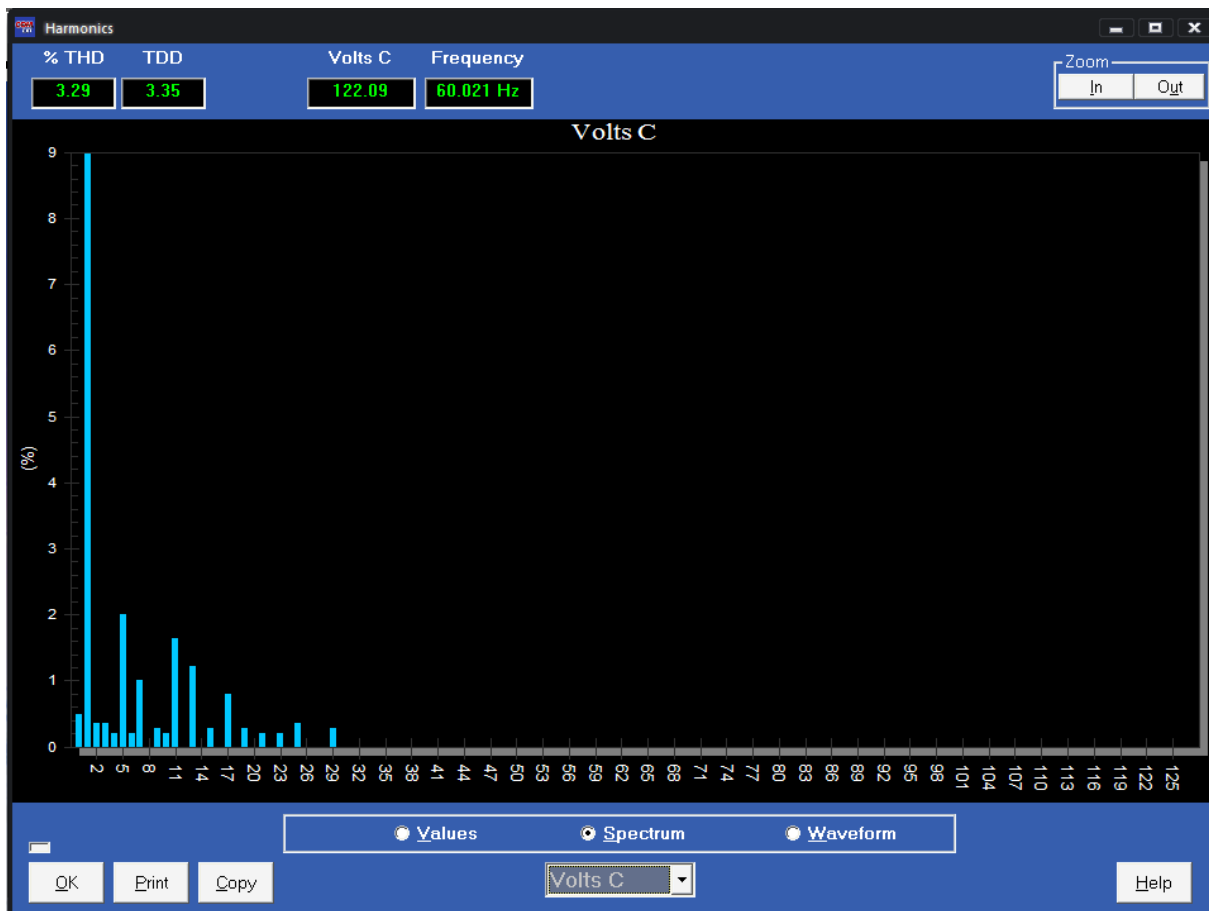 Harmonics
% THD TDD Volts C Frequency Zoom
3.29 3.35 122.09 60.021 Hz In Out
Volts C
9
8
7
6
5
(%)
4
3
2
1
0
2 5 8 11 14 17 20 23 26 29 32 35 38 41 44 47 50 53 56 59 62 65 68 71 74 77 80 83 86 89 92 95 98 101 104 107 110 113 116 119 122 125
Values Spectrum Waveform
OK Print Copy Volts C Help